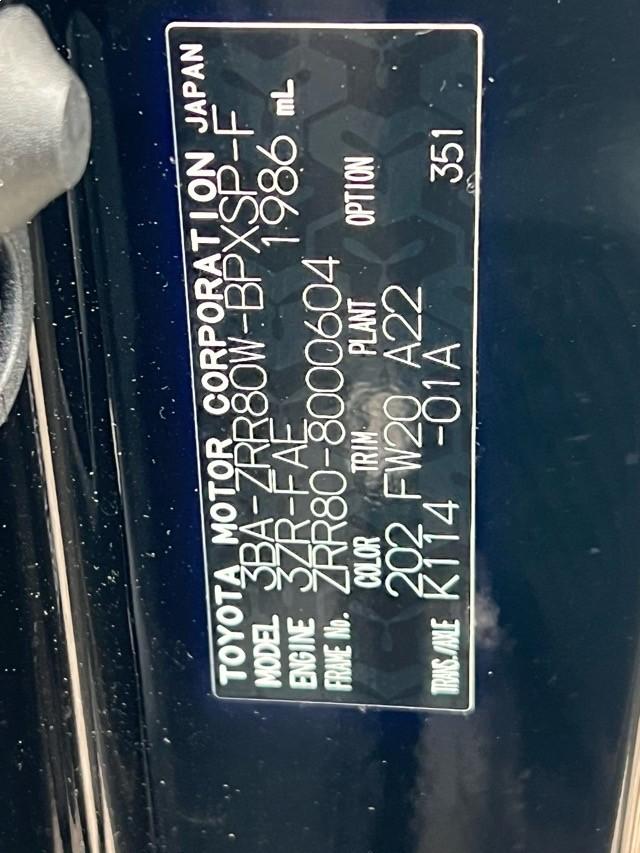 TOYOTA MOTOR CORPORATION JAPAN
MODEL 3BA-ZRR80W-BPXSP-F
ENGINE 3ZR-FAE 1986 mL
FRAME No. ZRR80-8000604
COLOR TRIM PLANT OPTION
202 FW20 A22
TRANS./AXLE K114 -01A 351